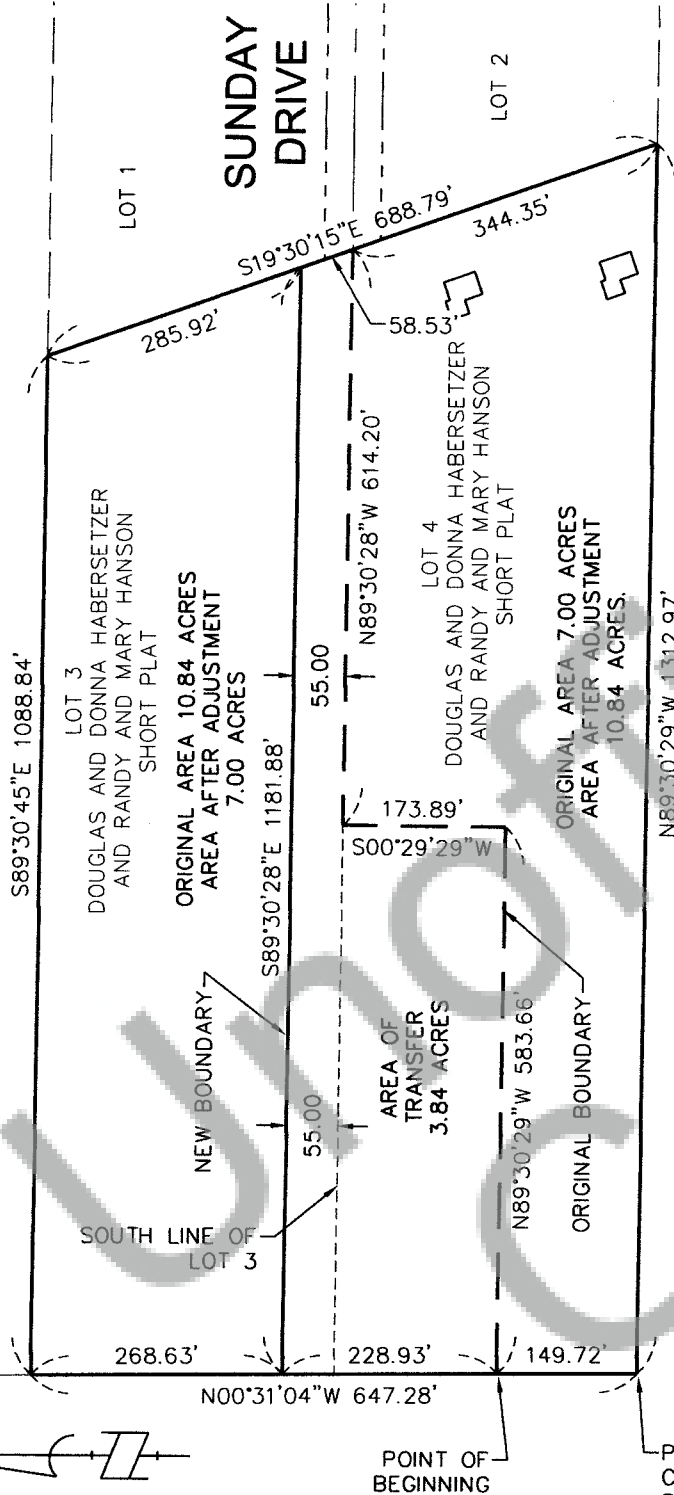 SUNDAY
DRIVE
LOT 1
LOT 2
S19°30'15"E 688.79'
285.92'
344.35'
58.53'
S89°30'45"E 1088.84'
LOT 3
DOUGLAS AND DONNA HABERSETZER
AND RANDY AND MARY HANSON
SHORT PLAT
ORIGINAL AREA 10.84 ACRES
AREA AFTER ADJUSTMENT
7.00 ACRES
S89°30'28"E 1181.88'
55.00
N89°30'28"W 614.20'
LOT 4
DOUGLAS AND DONNA HABERSETZER
AND RANDY AND MARY HANSON
SHORT PLAT
ORIGINAL AREA 7.00 ACRES
AREA AFTER ADJUSTMENT
10.84 ACRES.
N89°30'29"W 1312.97'
173.89'
S00°29'29"W
NEW BOUNDARY
55.00
AREA OF
TRANSFER
3.84 ACRES
N89°30'29"W 583.66'
ORIGINAL BOUNDARY
SOUTH LINE OF
LOT 3
268.63'
228.93'
149.72'
N00°31'04"W 647.28'
POINT OF
BEGINNING
Unoff
C